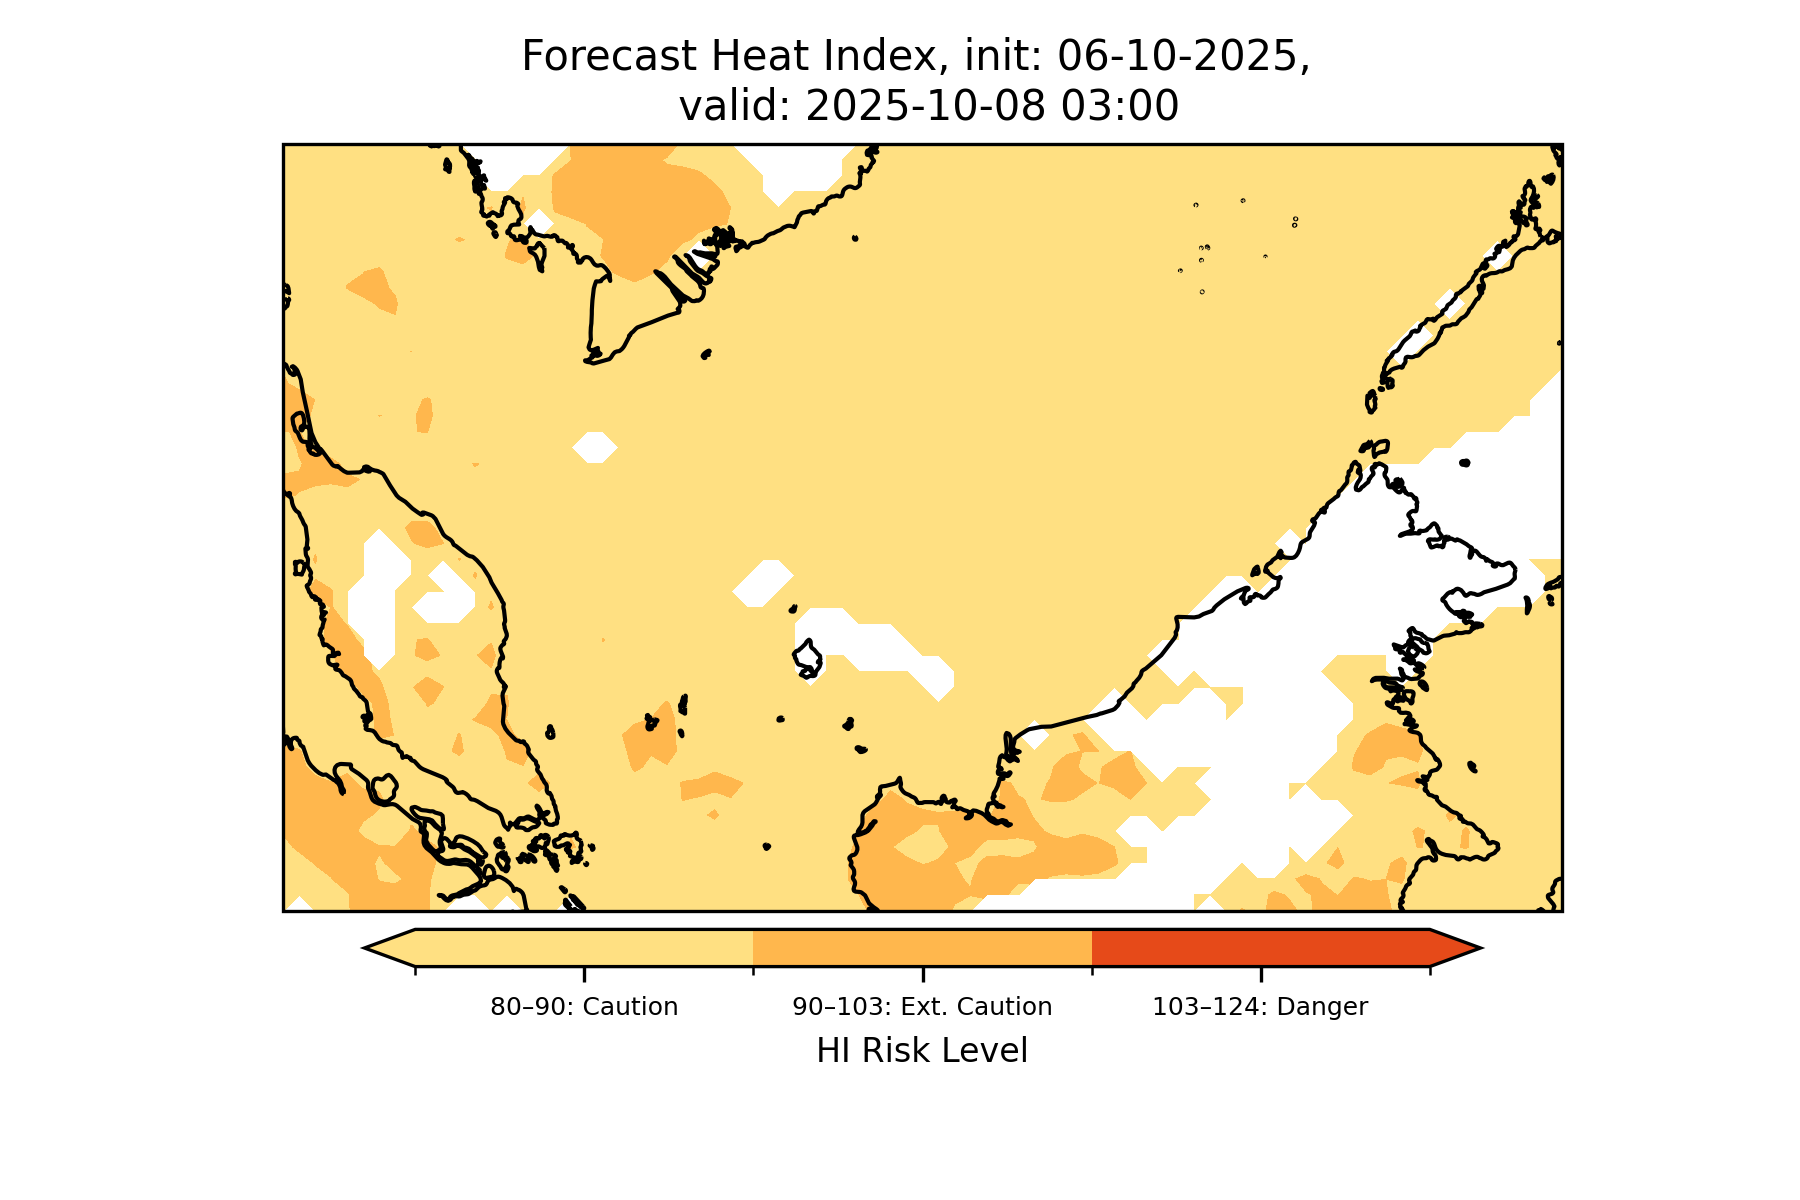 Forecast Heat Index, init: 06-10-2025,
valid: 2025-10-08 03:00
80–90: Caution
90–103: Ext. Caution
103–124: Danger
HI Risk Level